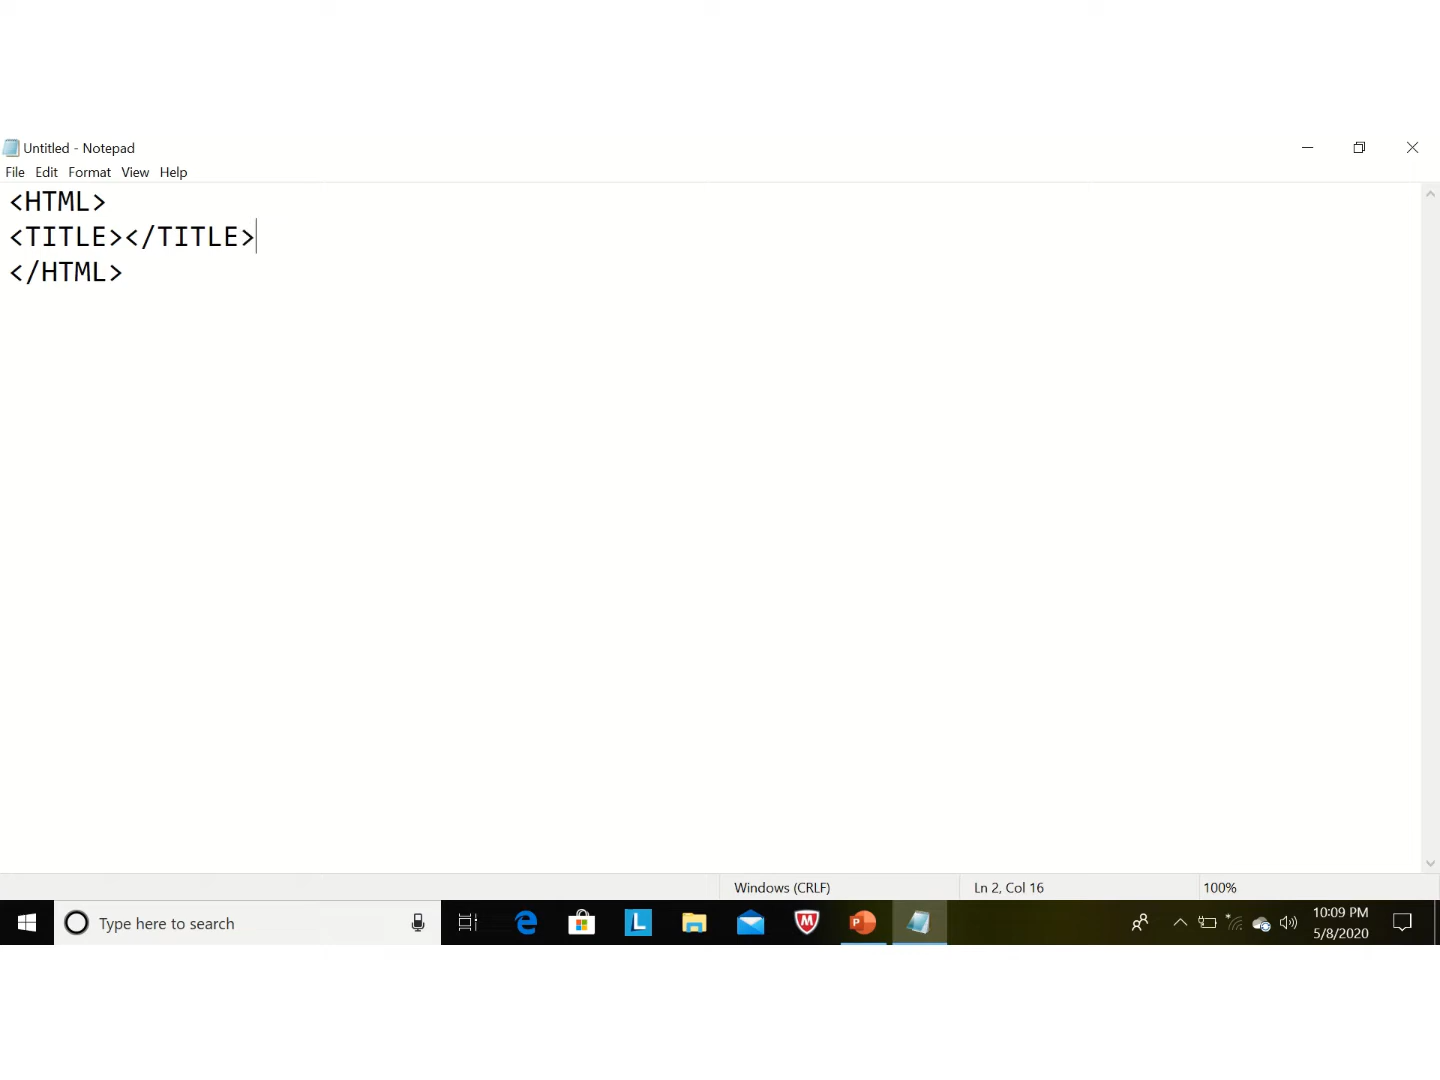 Untitled - Notepad
File Edit Format View Help
<HTML>
<TITLE></TITLE>
</HTML>
Windows (CRLF) Ln 2, Col 16 100%
Type here to search
10:09 PM
5/8/2020